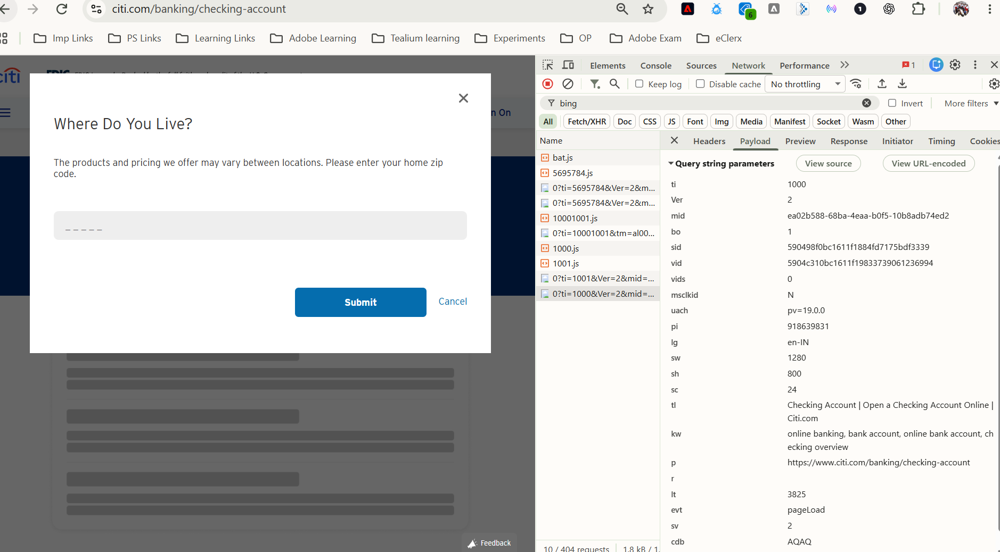 citi.com/banking/checking-account
6
1
Imp Links
PS Links
Learning Links
Adobe Learning
Tealium learning
Experiments
OP
Adobe Exam
eClerx
citi
n On
Where Do You Live?
The products and pricing we offer may vary between locations. Please enter your home zip
code.
_ _ _ _ _
Submit
Cancel
Feedback
Elements
Console
Sources
Network
Performance
1
Keep log
Disable cache
No throttling
bing
Invert
More filters
All
Fetch/XHR
Doc
CSS
JS
Font
Img
Media
Manifest
Socket
Wasm
Other
Name
bat.js
5695784.js
0?ti=5695784&Ver=2&m...
0?ti=5695784&Ver=2&m...
10001001.js
0?ti=10001001&tm=al00...
1000.js
1001.js
0?ti=1001&Ver=2&mid=...
0?ti=1000&Ver=2&mid=...
10 / 404 requests
1.8 kB / 1.
Headers
Payload
Preview
Response
Initiator
Timing
Cookies
Query string parameters
View source
View URL-encoded
ti 1000
Ver 2
mid ea02b588-68ba-4eaa-b0f5-10b8adb74ed2
bo 1
sid 590498f0bc1611f1884fd7175bdf3339
vid 5904c310bc1611f19833739061236994
vids 0
msclkid N
uach pv=19.0.0
pi 918639831
lg en-IN
sw 1280
sh 800
sc 24
tl Checking Account | Open a Checking Account Online |
Citi.com
kw online banking, bank account, online bank account, ch
ecking overview
p https://www.citi.com/banking/checking-account
r
lt 3825
evt pageLoad
sv 2
cdb AQAQ